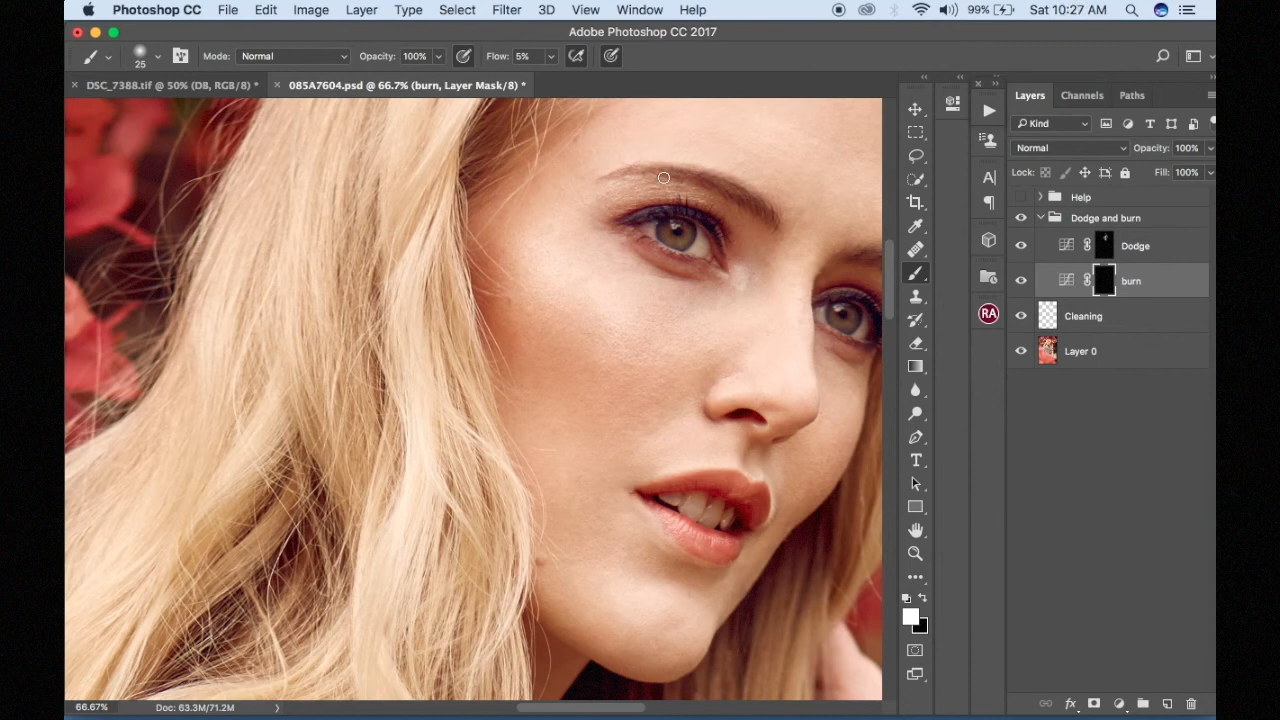 Photoshop CC File Edit Image Layer Type Select Filter 3D View Window Help 99% Sat 10:27 AM
Adobe Photoshop CC 2017
25 Mode: Normal Opacity: 100% Flow: 5%
DSC_7388.tif @ 50% (DB, RGB/8) * 085A7604.psd @ 66.7% (burn, Layer Mask/8) *
Layers Channels Paths
Kind
Normal Opacity: 100%
Lock: Fill: 100%
Help
Dodge and burn
Dodge
burn
Cleaning
RA
Layer 0
66.67% Doc: 63.3M/71.2M